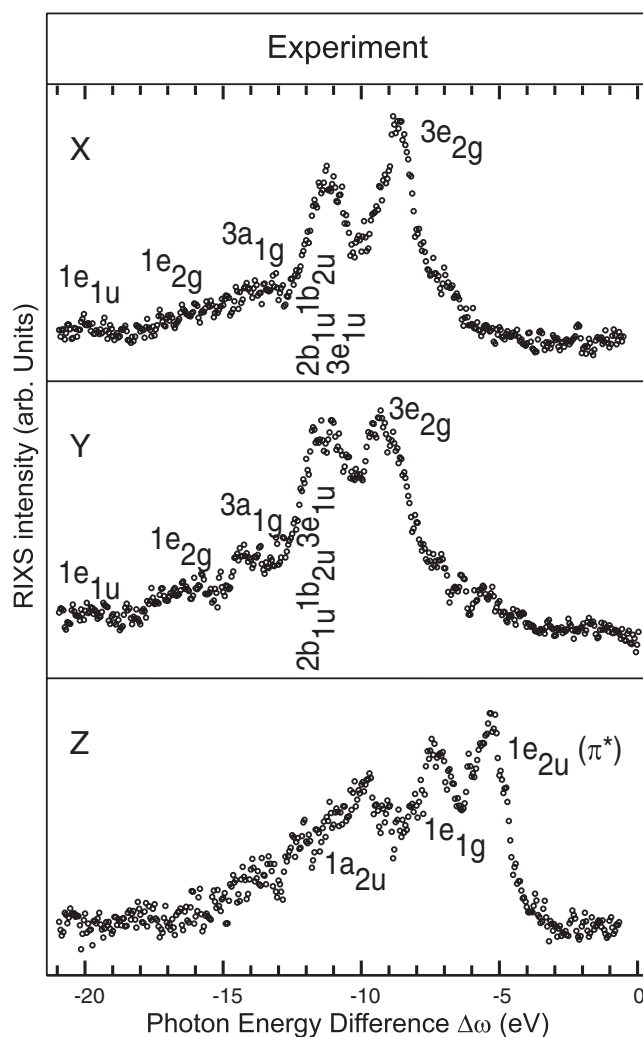 Experiment
X
3e2g
3a1g
1e2g
1e1u
2b1u 1b2u
3e1u
Y
3e2g
3a1g
1e2g
1e1u
2b1u 1b2u 3e1u
Z
1e2u (π*)
1e1g
1a2u
RIXS intensity (arb. Units)
-20 -15 -10 -5 0
Photon Energy Difference Δω (eV)